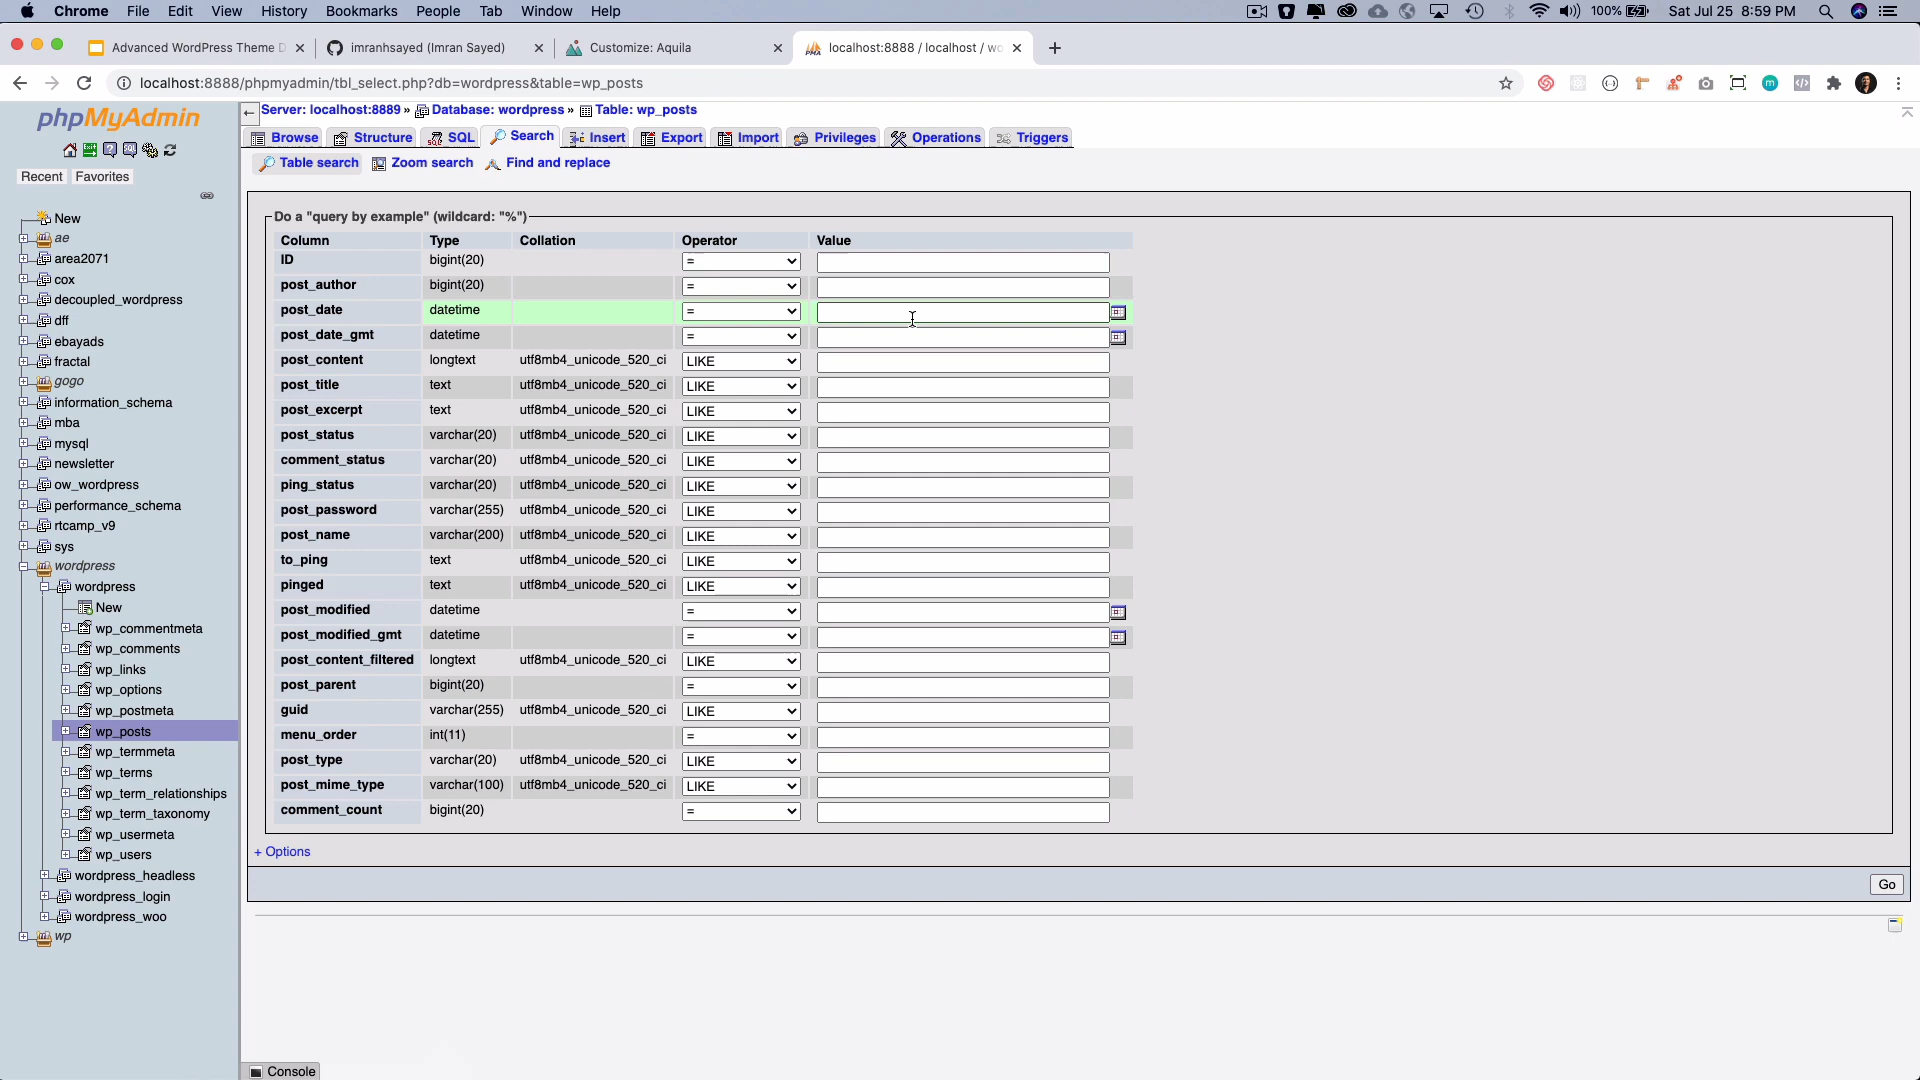 Chrome File Edit View History Bookmarks People Tab Window Help 100% Sat Jul 25 8:59 PM
Advanced WordPress Theme D
imranhsayed (Imran Sayed)
Customize: Aquila
localhost:8888 / localhost / wo
localhost:8888/phpmyadmin/tbl_select.php?db=wordpress&table=wp_posts
phpMyAdmin
Recent Favorites
New
ae
area2071
cox
decoupled_wordpress
dff
ebayads
fractal
gogo
information_schema
mba
mysql
newsletter
ow_wordpress
performance_schema
rtcamp_v9
sys
wordpress
wordpress
New
wp_commentmeta
wp_comments
wp_links
wp_options
wp_postmeta
wp_posts
wp_termmeta
wp_terms
wp_term_relationships
wp_term_taxonomy
wp_usermeta
wp_users
wordpress_headless
wordpress_login
wordpress_woo
wp
Server: localhost:8889 » Database: wordpress » Table: wp_posts
Browse Structure SQL Search Insert Export Import Privileges Operations Triggers
Table search Zoom search Find and replace
Do a "query by example" (wildcard: "%")
Column Type Collation Operator Value
ID bigint(20) =
post_author bigint(20) =
post_date datetime =
post_date_gmt datetime =
post_content longtext utf8mb4_unicode_520_ci LIKE
post_title text utf8mb4_unicode_520_ci LIKE
post_excerpt text utf8mb4_unicode_520_ci LIKE
post_status varchar(20) utf8mb4_unicode_520_ci LIKE
comment_status varchar(20) utf8mb4_unicode_520_ci LIKE
ping_status varchar(20) utf8mb4_unicode_520_ci LIKE
post_password varchar(255) utf8mb4_unicode_520_ci LIKE
post_name varchar(200) utf8mb4_unicode_520_ci LIKE
to_ping text utf8mb4_unicode_520_ci LIKE
pinged text utf8mb4_unicode_520_ci LIKE
post_modified datetime =
post_modified_gmt datetime =
post_content_filtered longtext utf8mb4_unicode_520_ci LIKE
post_parent bigint(20) =
guid varchar(255) utf8mb4_unicode_520_ci LIKE
menu_order int(11) =
post_type varchar(20) utf8mb4_unicode_520_ci LIKE
post_mime_type varchar(100) utf8mb4_unicode_520_ci LIKE
comment_count bigint(20) =
+ Options
Go
Console